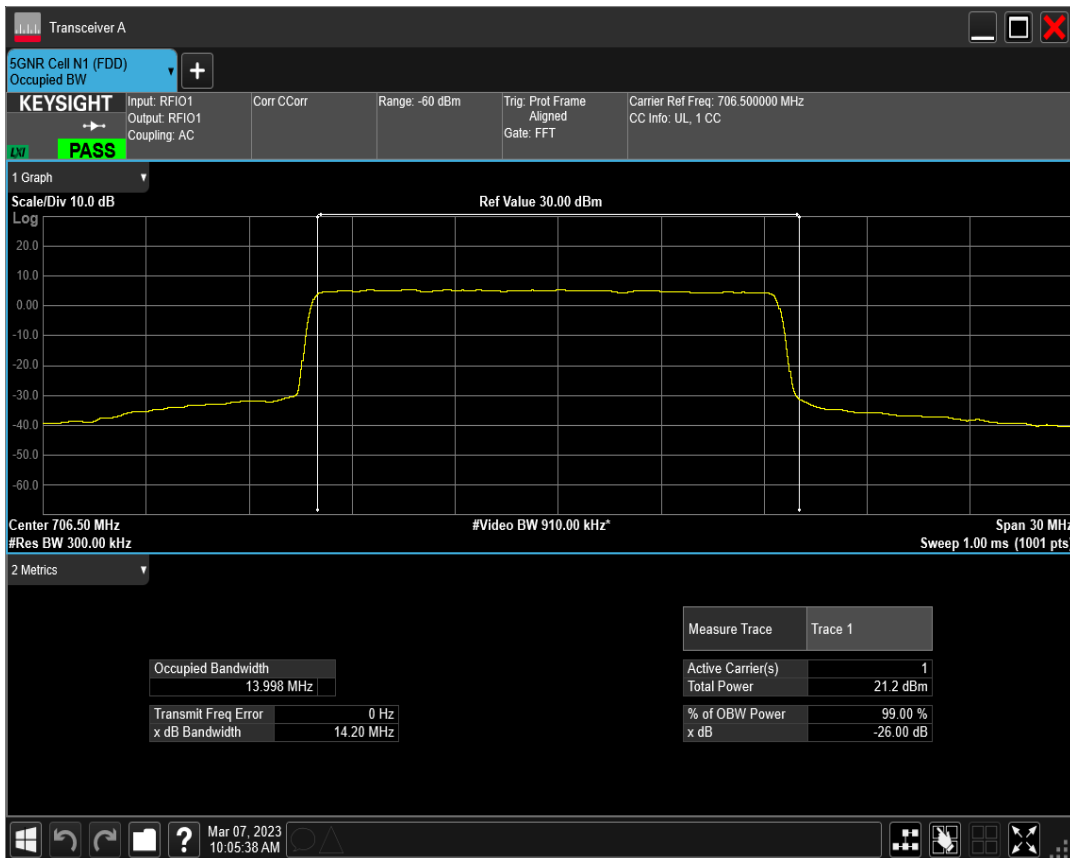 Transceiver A
5GNR Cell N1 (FDD)
Occupied BW
KEYSIGHT
LXI
PASS
Input: RFIO1
Output: RFIO1
Coupling: AC
Corr CCorr
Range: -60 dBm
Trig: Prot Frame
Aligned
Gate: FFT
Carrier Ref Freq: 706.500000 MHz
CC Info: UL, 1 CC
1 Graph
Scale/Div 10.0 dB
Ref Value 30.00 dBm
Log
20.0
10.0
0.00
-10.0
-20.0
-30.0
-40.0
-50.0
-60.0
Center 706.50 MHz
#Video BW 910.00 kHz*
Span 30 MHz
#Res BW 300.00 kHz
Sweep 1.00 ms (1001 pts)
2 Metrics
Measure Trace Trace 1
Occupied Bandwidth
13.998 MHz
Active Carrier(s) 1
Total Power 21.2 dBm
Transmit Freq Error 0 Hz
x dB Bandwidth 14.20 MHz
% of OBW Power 99.00 %
x dB -26.00 dB
?
Mar 07, 2023
10:05:38 AM